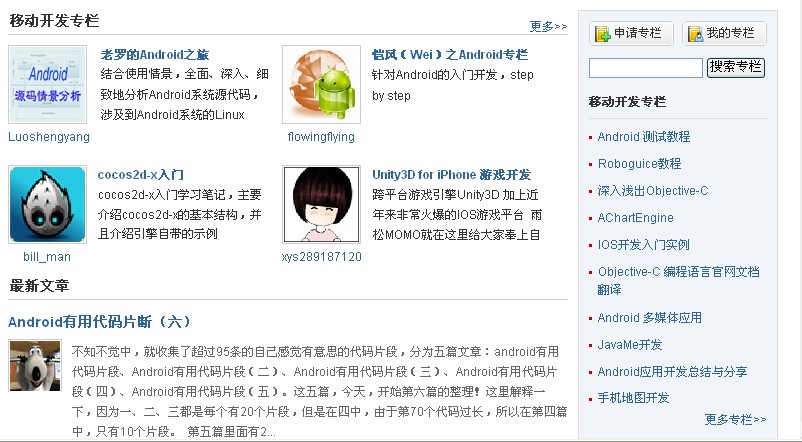 移动开发专栏
更多>>
Android
源码情景分析
老罗的Android之旅
结合使用情景，全面、深入、细
致地分析Android系统源代码，
涉及到Android系统的Linux
Luoshengyang
恺风（Wei）之Android专栏
针对Android的入门开发，step
by step
flowingflying
cocos2d-x入门
cocos2d-x入门学习笔记，主要
介绍cocos2d-x的基本结构，并
且介绍引擎自带的示例
bill_man
Unity3D for iPhone 游戏开发
跨平台游戏引擎Unity3D 加上近
年来非常火爆的IOS游戏平台 雨
松MOMO就在这里给大家奉上自
xys289187120
最新文章
Android有用代码片断（六）
不知不觉中，就收集了超过95条的自己感觉有意思的代码片段，分为五篇文章：android有用
代码片段、Android有用代码片段（二）、Android有用代码片段（三）、Android有用代码片
段（四）、Android有用代码片段（五）。这五篇，今天，开始第六篇的整理！这里解释一
下，因为一、二、三都是每个有20个片段，但是在四中，由于第70个代码过长，所以在第四篇
中，只有10个片段。 第五篇里面有2...
申请专栏
我的专栏
搜索专栏
移动开发专栏
Android 测试教程
Roboguice教程
深入浅出Objective-C
AChartEngine
IOS开发入门实例
Objective-C 编程语言官网文档
翻译
Android 多媒体应用
JavaMe开发
Android应用开发总结与分享
手机地图开发
更多专栏>>